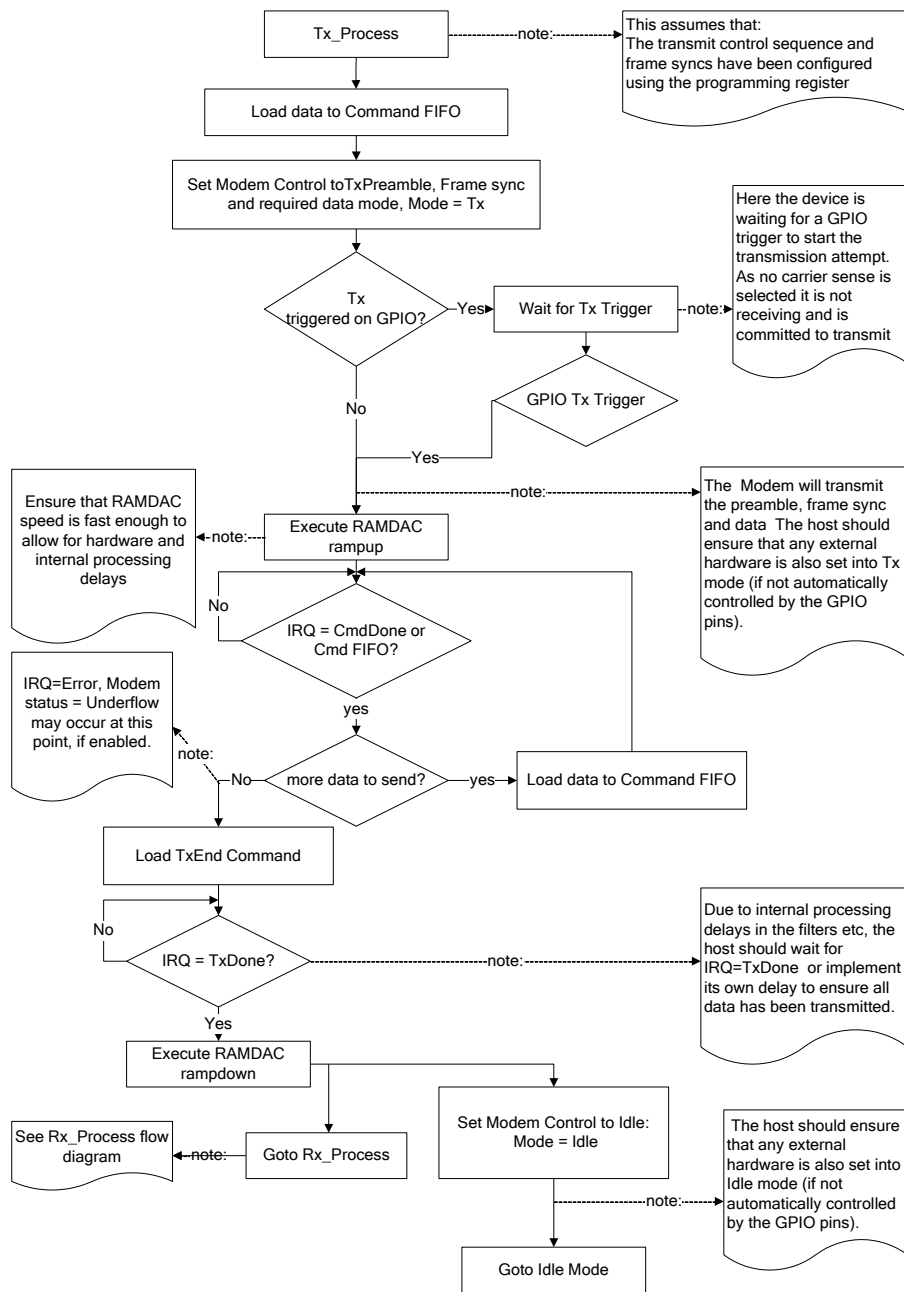 Tx_Process
note:
This assumes that:
The transmit control sequence and
frame syncs have been configured
using the programming register
Load data to Command FIFO
Set Modem Control toTxPreamble, Frame sync
and required data mode, Mode = Tx
Here the device is
waiting for a GPIO
trigger to start the
transmission attempt.
As no carrier sense is
selected it is not
receiving and is
committed to transmit
Tx
triggered on GPIO?
Yes
Wait for Tx Trigger
note:
GPIO Tx Trigger
No
Yes
Ensure that RAMDAC
speed is fast enough to
allow for hardware and
internal processing
delays
note:
Execute RAMDAC
rampup
note:
The  Modem will transmit
the preamble, frame sync
and data  The host should
ensure that any external
hardware is also set into Tx
mode (if not automatically
controlled by the GPIO
pins).
No
IRQ = CmdDone or
Cmd FIFO?
yes
IRQ=Error, Modem
status = Underflow
may occur at this
point, if enabled.
note:
No
more data to send?
yes
Load data to Command FIFO
Load TxEnd Command
No
IRQ = TxDone?
note:
Due to internal processing
delays in the filters etc, the
host should wait for
IRQ=TxDone  or implement
its own delay to ensure all
data has been transmitted.
Yes
Execute RAMDAC
rampdown
See Rx_Process flow
diagram
note:
Goto Rx_Process
Set Modem Control to Idle:
Mode = Idle
note:
The host should ensure
that any external
hardware is also set into
Idle mode (if not
automatically controlled
by the GPIO pins).
Goto Idle Mode